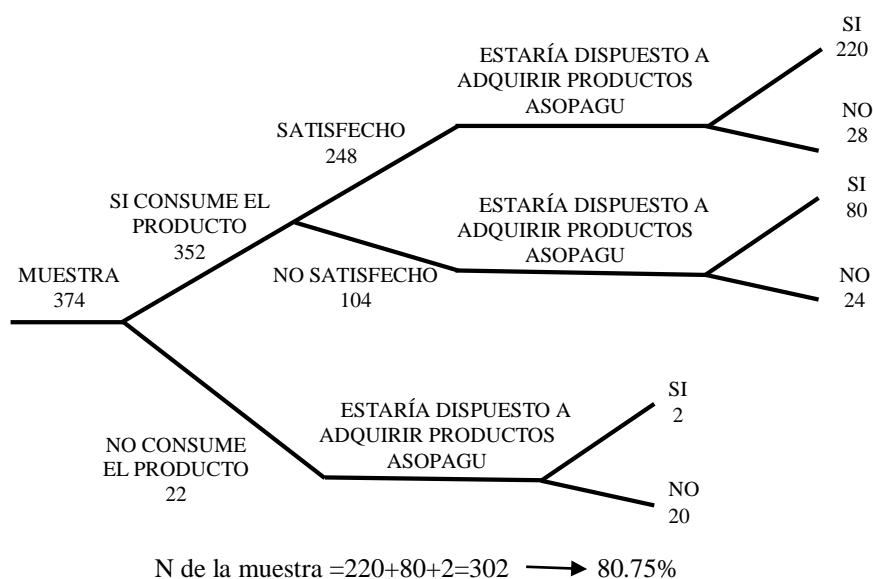 SI
220
ESTARÍA DISPUESTO A
ADQUIRIR PRODUCTOS
ASOPAGU
NO
28
SATISFECHO
248
SI CONSUME EL
PRODUCTO
352
ESTARÍA DISPUESTO A
ADQUIRIR PRODUCTOS
ASOPAGU
SI
80
NO
24
NO SATISFECHO
104
MUESTRA
374
ESTARÍA DISPUESTO A
ADQUIRIR PRODUCTOS
ASOPAGU
SI
2
NO
20
NO CONSUME
EL PRODUCTO
22
N de la muestra =220+80+2=302 → 80.75%